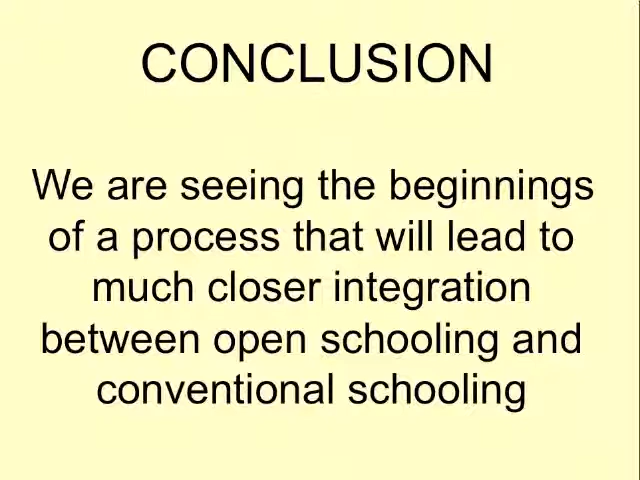 CONCLUSION
We are seeing the beginnings
of a process that will lead to
much closer integration
between open schooling and
conventional schooling